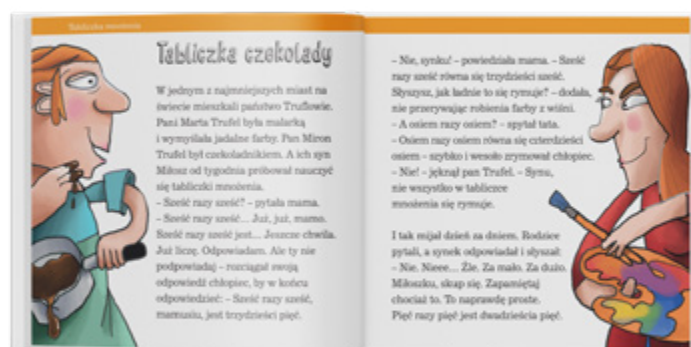 Tabliczka mnożenia
Tabliczka czekolady
W jednym z najmniejszych miast na
świecie mieszkali państwo Truflowie.
Pani Marta Trufel była malarką
i wymyślała jadalne farby. Pan Miron
Trufel był czekoladnikiem. A ich syn
Miłosz od tygodnia próbował nauczyć
się tabliczki mnożenia.
– Sześć razy sześć? – pytała mama.
– Sześć razy sześć... Już, już, mamo.
Sześć razy sześć jest... Jeszcze chwila.
Już liczę. Odpowiadam. Ale ty nie
podpowiadaj – rozciągał swoją
odpowiedź chłopiec, by w końcu
odpowiedzieć: – Sześć razy sześć,
mamusiu, jest trzydzieści pięć.
– Nie, synku! – powiedziała mama. – Sześć
razy sześć równa się trzydzieści sześć.
Słyszysz, jak ładnie to się rymuje? – dodała,
nie przerywając robienia farby z wiśni.
– A osiem razy osiem? – spytał tata.
– Osiem razy osiem równa się czterdzieści
osiem – szybko i wesoło zrymował chłopiec.
– Nie! – jęknął pan Trufel. – Synu,
nie wszystko w tabliczce
mnożenia się rymuje.
I tak mijał dzień za dniem. Rodzice
pytali, a synek odpowiadał i słyszał:
– Nie. Nieee... Źle. Za mało. Za dużo.
Miłoszku, skup się. Zapamiętaj
chociaż to. To naprawdę proste.
Pięć razy pięć jest dwadzieścia pięć.